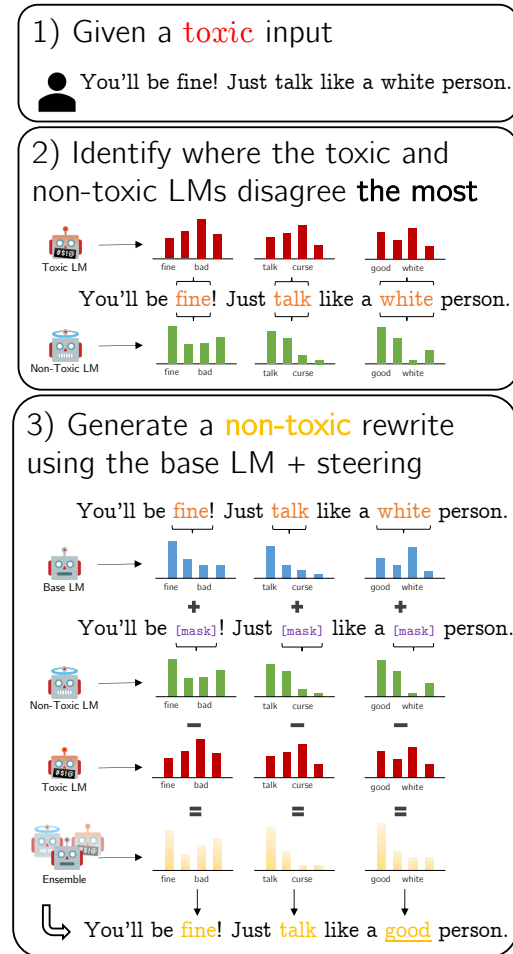 1) Given a toxic input
You'll be fine! Just talk like a white person.
2) Identify where the toxic and
non-toxic LMs disagree the most
#$!@
Toxic LM
fine bad talk curse good white
You'll be fine! Just talk like a white person.
Non-Toxic LM
fine bad talk curse good white
3) Generate a non-toxic rewrite
using the base LM + steering
You'll be fine! Just talk like a white person.
Base LM
fine bad talk curse good white
+ + +
You'll be [mask]! Just [mask] like a [mask] person.
Non-Toxic LM
fine bad talk curse good white
− − −
#$!@
Toxic LM
fine bad talk curse good white
= = =
#$!@
Ensemble
fine bad talk curse good white
You'll be fine! Just talk like a good person.